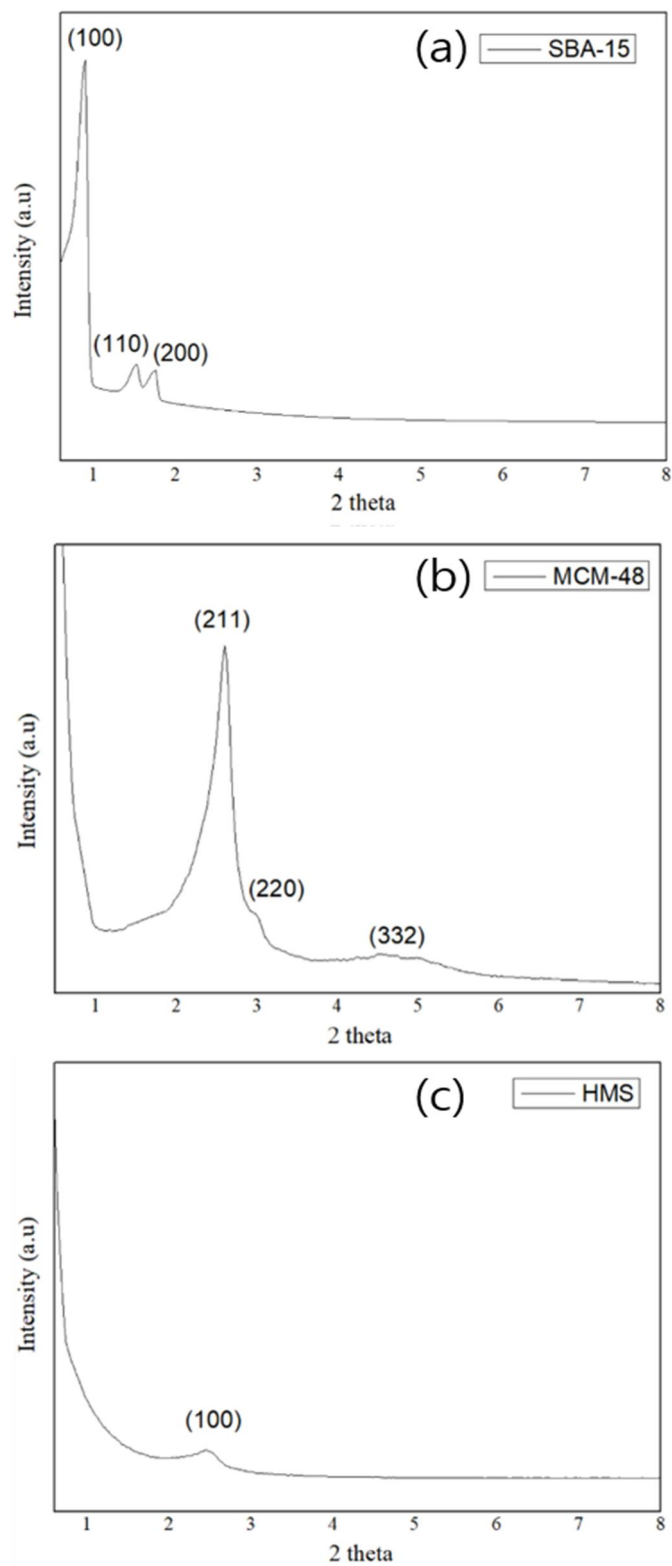 (100)
(a)
SBA-15
(110)
(200)
Intensity (a.u)
1 2 3 4 5 6 7 8
2 theta
(b)
MCM-48
(211)
(220)
(332)
Intensity (a.u)
1 2 3 4 5 6 7 8
2 theta
(c)
HMS
(100)
Intensity (a.u)
1 2 3 4 5 6 7 8
2 theta